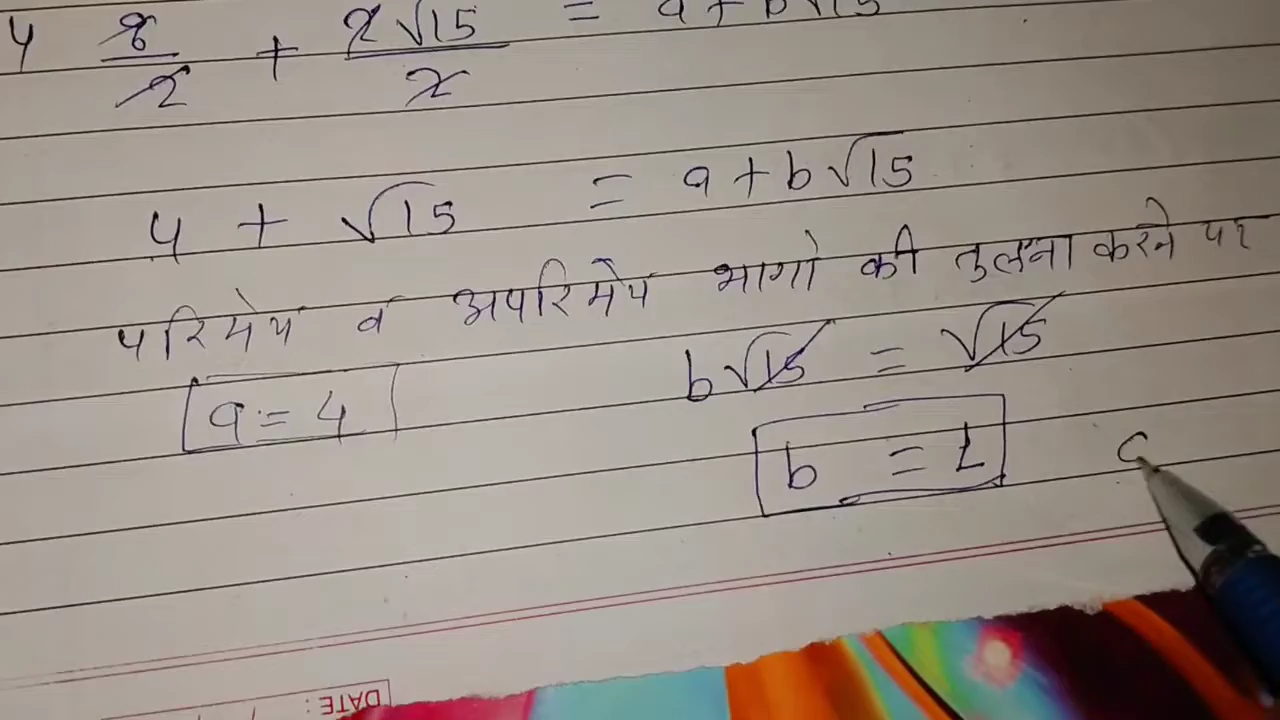 4 8/2 + 2√15/2 = a+b√15
4 + √15 = a+b√15
परिमेय व अपरिमेय भागो की तुलना करने पर
b√15 = √15
a = 4
b = 1
DATE :